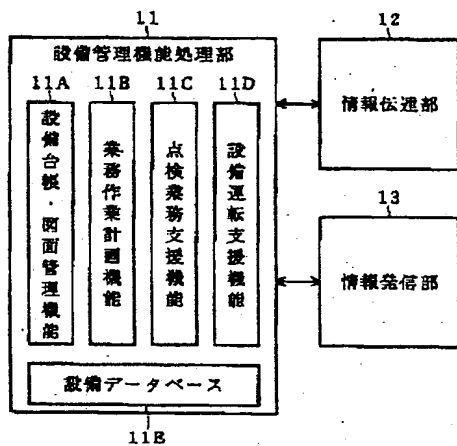 11
設備管理機能処理部
11A 11B 11C 11D
設備台帳・図面管理機能
業務作業計画機能
点検業務支援機能
設備運転支援機能
設備データベース
11E
12
情報伝達部
13
情報発信部